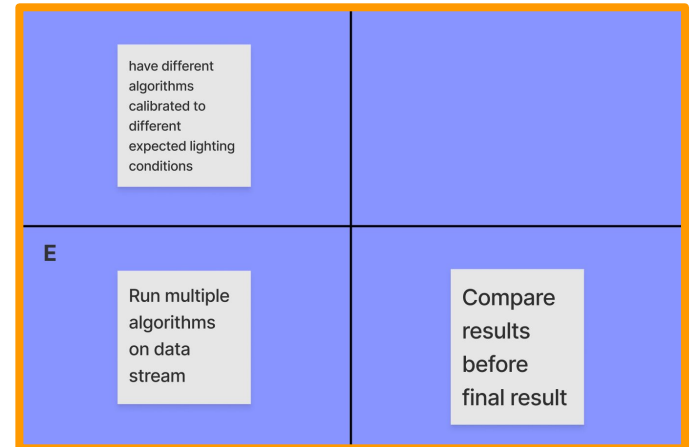 have different
algorithms
calibrated to
different
expected lighting
conditions
E
Run multiple
algorithms
on data
stream
Compare
results
before
final result